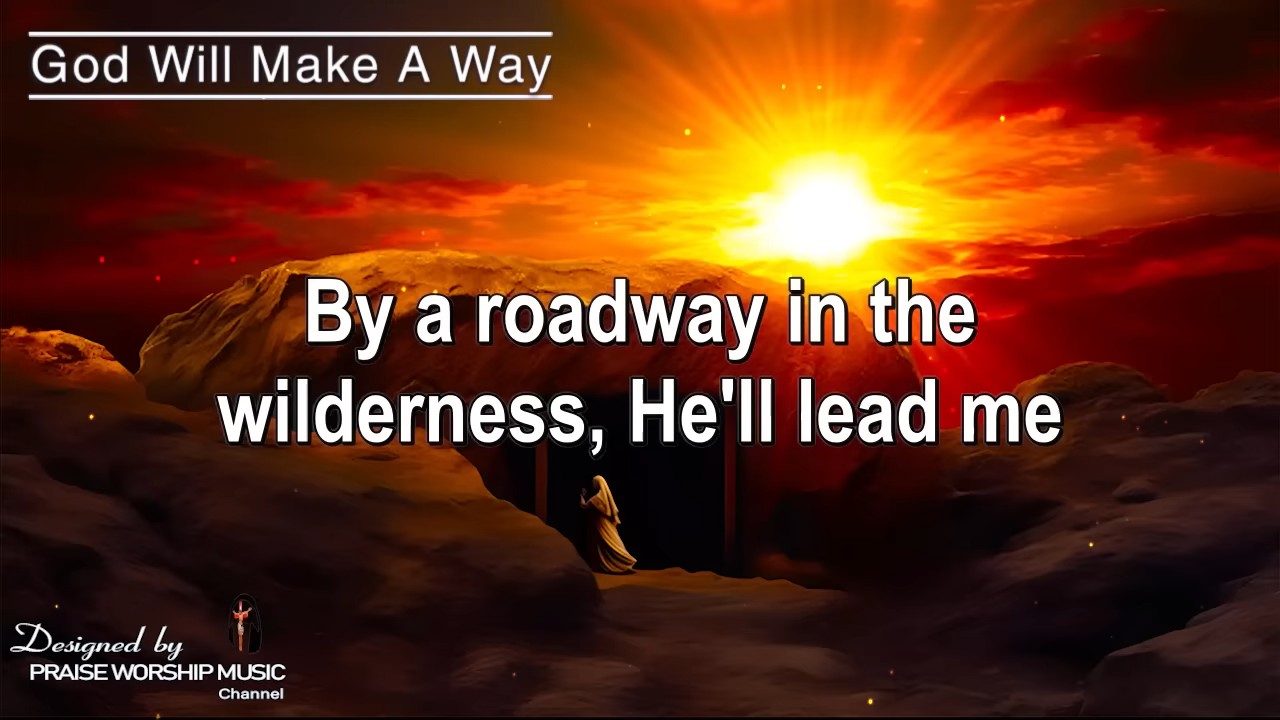 God Will Make A Way
By a roadway in the
wilderness, He'll lead me
Designed by
PRAISE WORSHIP MUSIC
Channel